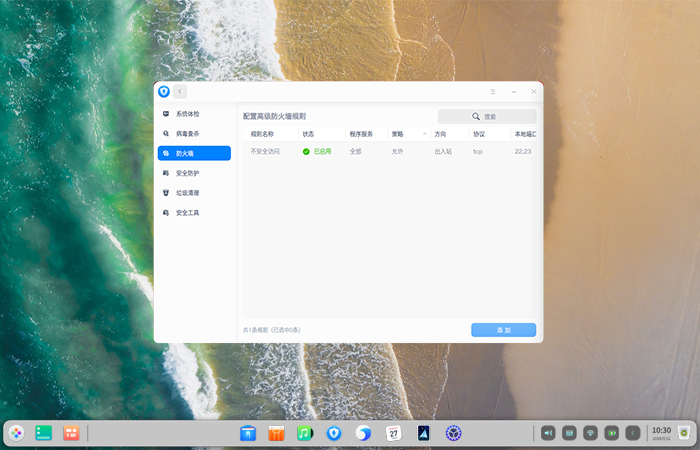 系统体检
病毒查杀
防火墙
安全防护
垃圾清理
安全工具
配置高级防火墙规则
搜索
规则名称 状态 程序服务 策略 方向 协议 本地端口
不安全访问 已启用 全部 允许 出入站 tcp 22,23
共1条规则（已选中0条）
添加
27
10:30